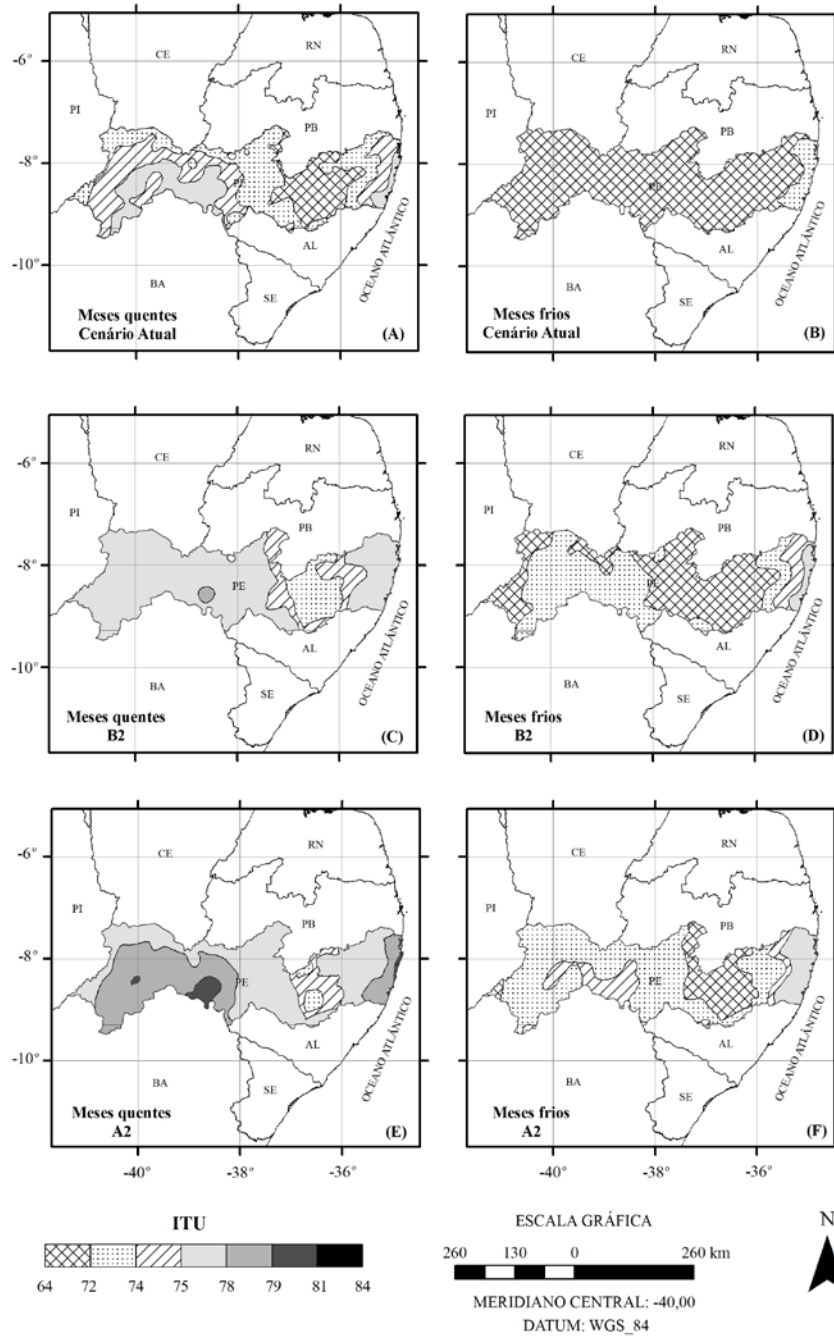 CE
RN
PI
PB
PE
AL
BA
SE
OCEANO ATLÂNTICO
-6°
-8°
-10°
Meses quentes
Cenário Atual
(A)
CE
RN
PI
PB
PE
AL
BA
SE
OCEANO ATLÂNTICO
Meses frios
Cenário Atual
(B)
CE
RN
PI
PB
PE
AL
BA
SE
OCEANO ATLÂNTICO
-6°
-8°
-10°
Meses quentes
B2
(C)
CE
RN
PI
PB
PE
AL
BA
SE
OCEANO ATLÂNTICO
Meses frios
B2
(D)
CE
RN
PI
PB
PE
AL
BA
SE
OCEANO ATLÂNTICO
-6°
-8°
-10°
Meses quentes
A2
(E)
-40° -38° -36°
CE
RN
PI
PB
PE
AL
BA
SE
OCEANO ATLÂNTICO
Meses frios
A2
(F)
-40° -38° -36°
ITU
64 72 74 75 78 79 81 84
ESCALA GRÁFICA
260 130 0 260 km
MERIDIANO CENTRAL: -40,00
DATUM: WGS_84
N